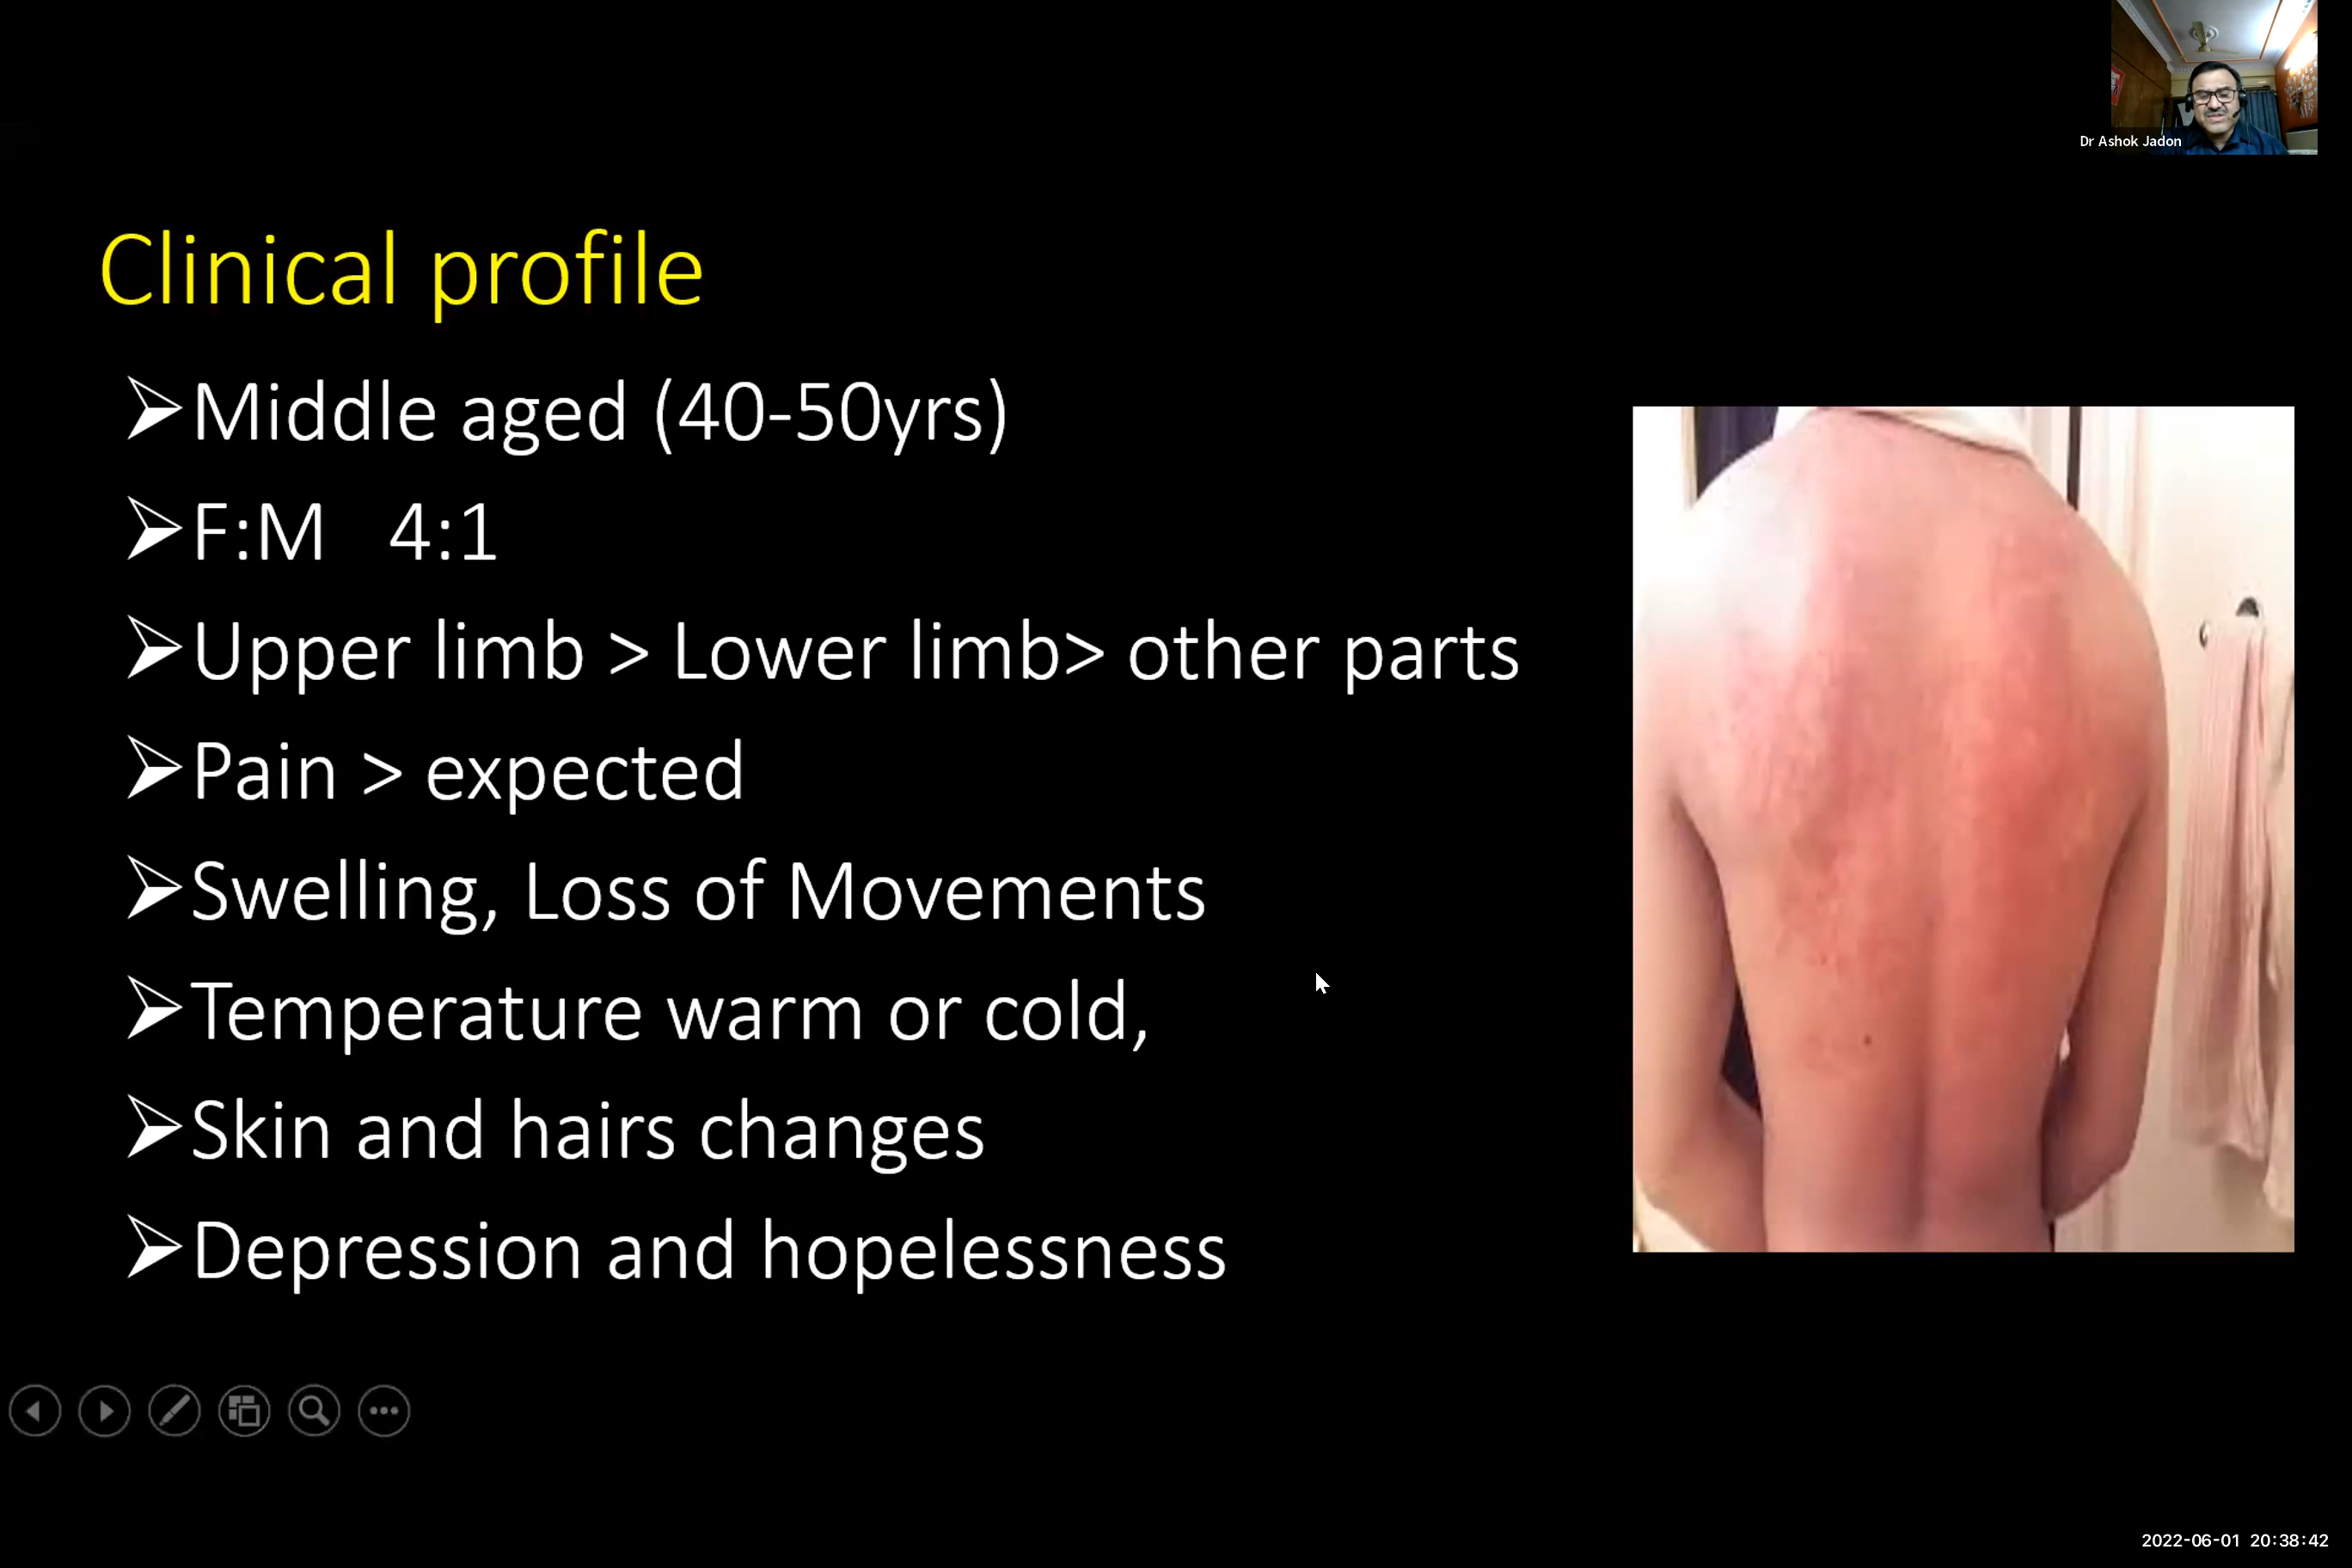 Dr Ashok Jadon
Clinical profile
➢Middle aged (40-50yrs)
➢F:M 4:1
➢Upper limb > Lower limb> other parts
➢Pain > expected
➢Swelling, Loss of Movements
➢Temperature warm or cold,
➢Skin and hairs changes
➢Depression and hopelessness
2022-06-01 20:38:42